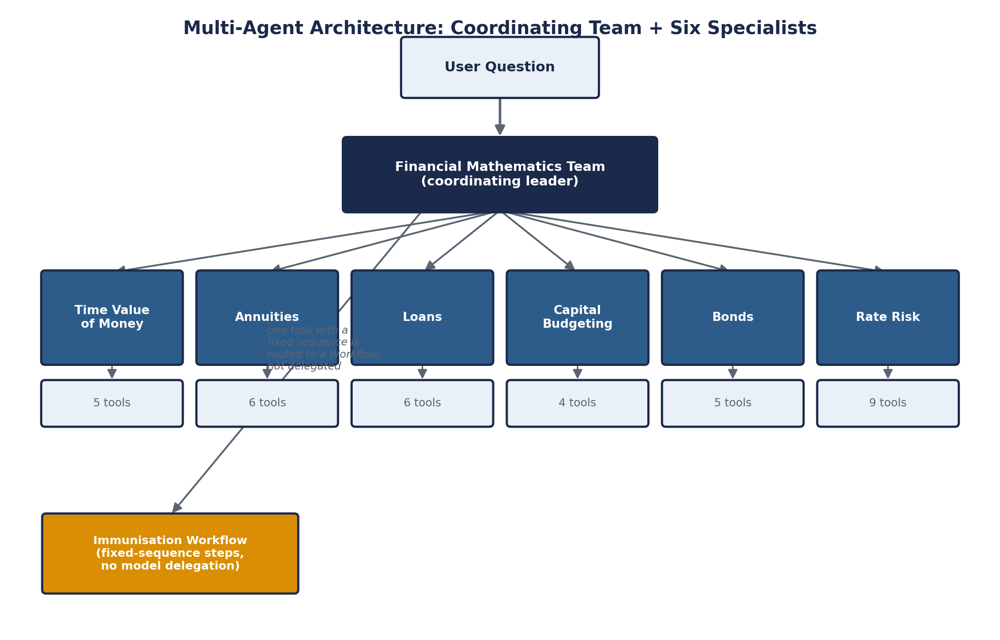 Multi-Agent Architecture: Coordinating Team + Six Specialists
User Question
Financial Mathematics Team
(coordinating leader)
Time Value
of Money
Annuities
Loans
Capital
Budgeting
Bonds
Rate Risk
one task with a
fixed sequence is
routed to a Workflow,
not delegated
5 tools
6 tools
6 tools
4 tools
5 tools
9 tools
Immunisation Workflow
(fixed-sequence steps,
no model delegation)